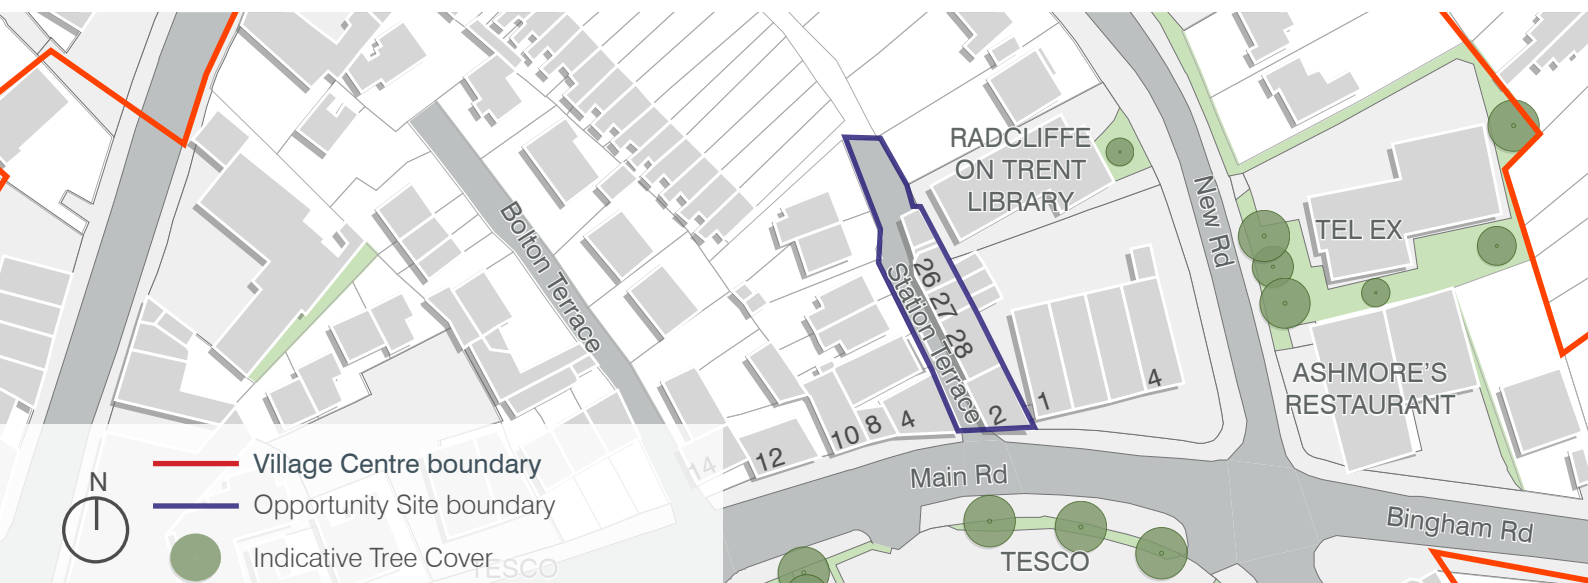 RADCLIFFE
ON TRENT
LIBRARY
New Rd
TEL EX
Bolton Terrace
Station Terrace
26
27
28
4
1
2
4
8
10
12
14
ASHMORE'S
RESTAURANT
Main Rd
Bingham Rd
TESCO
N
Village Centre boundary
Opportunity Site boundary
Indicative Tree Cover
TESCO